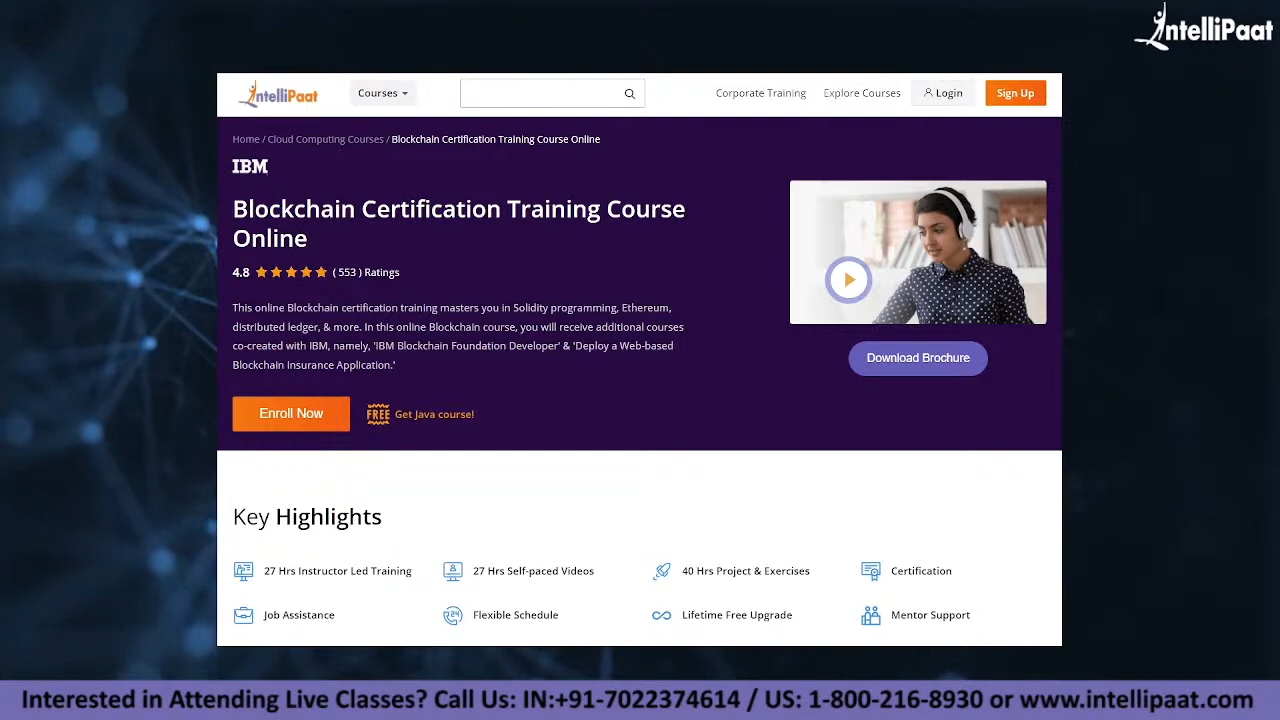 IntelliPaat
IntelliPaat
Courses
Corporate Training
Explore Courses
Login
Sign Up
Home / Cloud Computing Courses / Blockchain Certification Training Course Online
IBM
Blockchain Certification Training Course
Online
4.8 ( 553 ) Ratings
This online Blockchain certification training masters you in Solidity programming, Ethereum,
distributed ledger, & more. In this online Blockchain course, you will receive additional courses
co-created with IBM, namely, 'IBM Blockchain Foundation Developer' & 'Deploy a Web-based
Blockchain Insurance Application.'
Download Brochure
Enroll Now
FREE Get Java course!
Key Highlights
27 Hrs Instructor Led Training
27 Hrs Self-paced Videos
40 Hrs Project & Exercises
Certification
Job Assistance
24 Flexible Schedule
Lifetime Free Upgrade
Mentor Support
Interested in Attending Live Classes? Call Us: IN:+91-7022374614 / US: 1-800-216-8930 or www.intellipaat.com